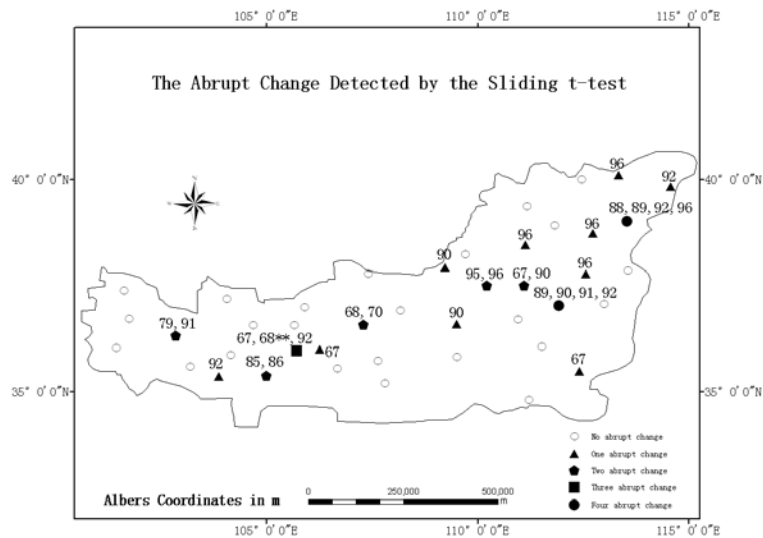 105° 0′0″E 110° 0′0″E 115° 0′0″E
The Abrupt Change Detected by the Sliding t-test
40° 0′0″N 40° 0′0″N
96
92
88, 89, 92, 96
96
96
90
96
95, 96 67, 90
89, 90, 91, 92
68, 70
90
79, 91
67, 68**, 92
67
92
85, 86
67
35° 0′0″N 35° 0′0″N
No abrupt change
One abrupt change
Two abrupt change
Three abrupt change
Four abrupt change
Albers Coordinates in m
0 250,000 500,000
m
105° 0′0″E 110° 0′0″E 115° 0′0″E